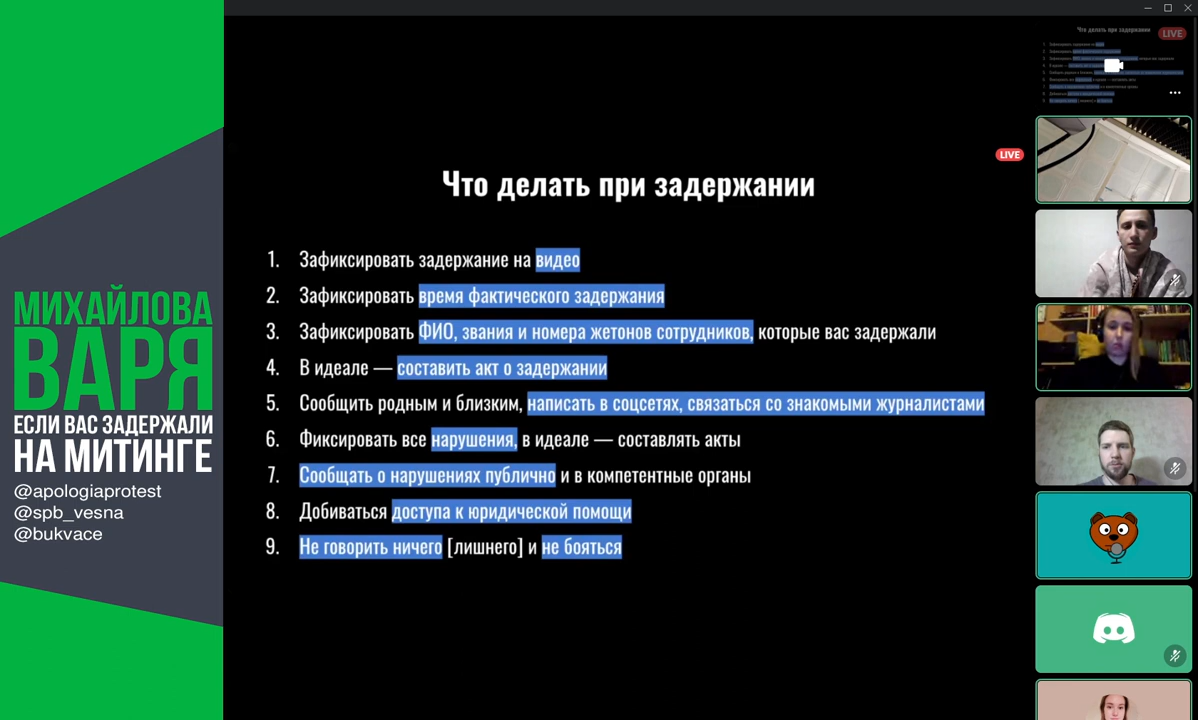 МИХАЙЛОВА
ВАРЯ
ЕСЛИ ВАС ЗАДЕРЖАЛИ
НА МИТИНГЕ
@apologiaprotest
@spb_vesna
@bukvace
Что делать при задержании
1. Зафиксировать задержание на видео
2. Зафиксировать время фактического задержания
3. Зафиксировать ФИО, звания и номера жетонов сотрудников, которые вас задержали
4. В идеале — составить акт о задержании
5. Сообщить родным и близким, написать в соцсетях, связаться со знакомыми журналистами
6. Фиксировать все нарушения, в идеале — составлять акты
7. Сообщать о нарушениях публично и в компетентные органы
8. Добиваться доступа к юридической помощи
9. Не говорить ничего [лишнего] и не бояться
LIVE
Что делать при задержании
LIVE